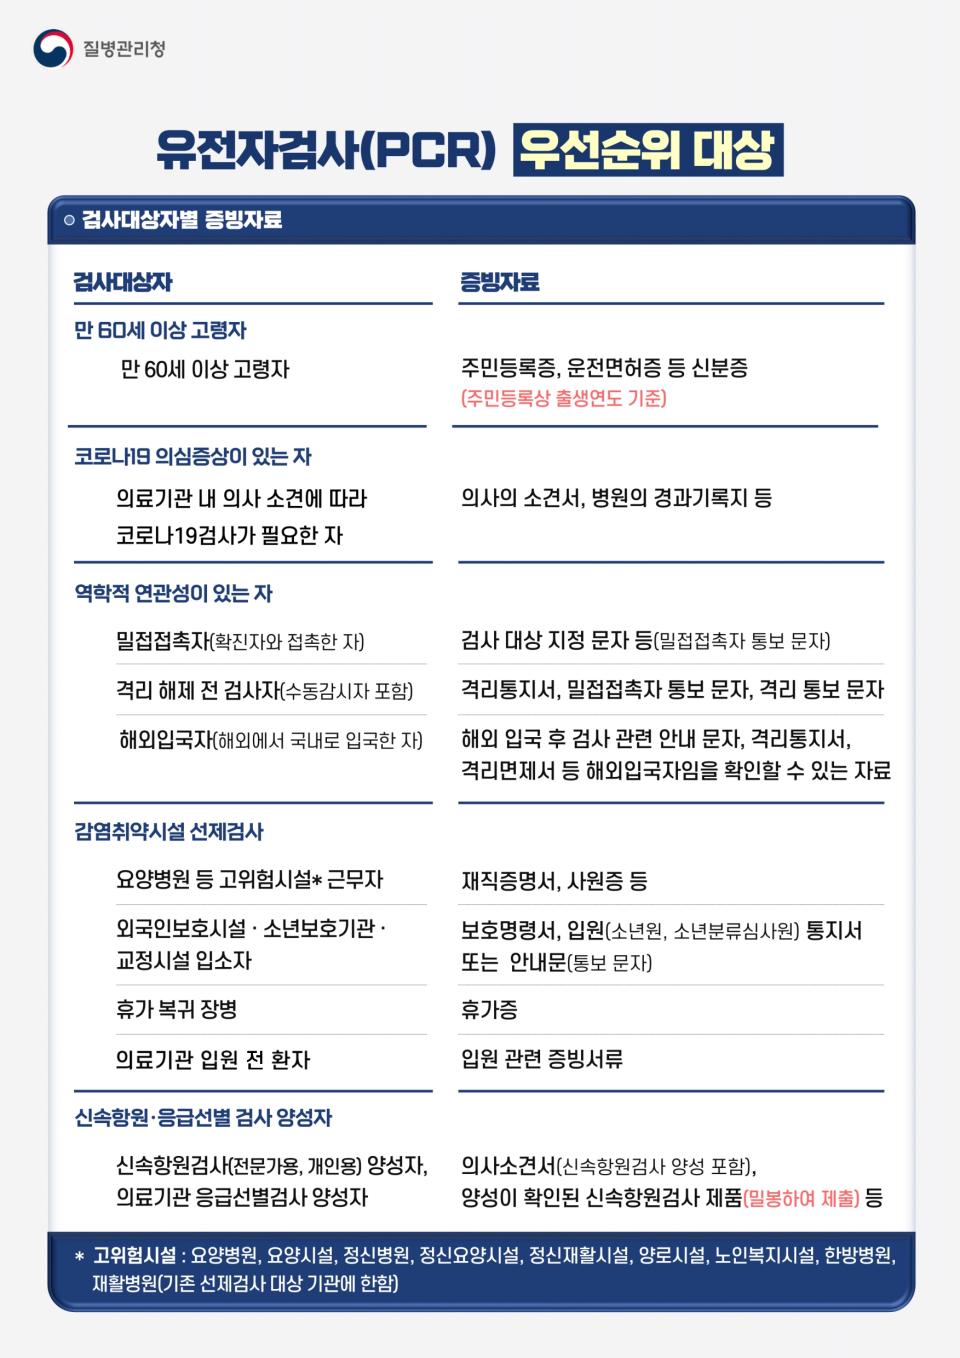 질병관리청
유전자검사(PCR) 우선순위 대상
검사대상자별 증빙자료
검사대상자 증빙자료
만 60세 이상 고령자
만 60세 이상 고령자 주민등록증, 운전면허증 등 신분증
(주민등록상 출생연도 기준)
코로나19 의심증상이 있는 자
의료기관 내 의사 소견에 따라 의사의 소견서, 병원의 경과기록지 등
코로나19검사가 필요한 자
역학적 연관성이 있는 자
밀접접촉자(확진자와 접촉한 자) 검사 대상 지정 문자 등(밀접접촉자 통보 문자)
격리 해제 전 검사자(수동감시자 포함) 격리통지서, 밀접접촉자 통보 문자, 격리 통보 문자
해외입국자(해외에서 국내로 입국한 자) 해외 입국 후 검사 관련 안내 문자, 격리통지서,
격리면제서 등 해외입국자임을 확인할 수 있는 자료
감염취약시설 선제검사
요양병원 등 고위험시설* 근무자 재직증명서, 사원증 등
외국인보호시설 · 소년보호기관 · 보호명령서, 입원(소년원, 소년분류심사원) 통지서
교정시설 입소자 또는 안내문(통보 문자)
휴가 복귀 장병 휴가증
의료기관 입원 전 환자 입원 관련 증빙서류
신속항원·응급선별 검사 양성자
신속항원검사(전문가용, 개인용) 양성자, 의사소견서(신속항원검사 양성 포함),
의료기관 응급선별검사 양성자 양성이 확인된 신속항원검사 제품(밀봉하여 제출) 등
* 고위험시설 : 요양병원, 요양시설, 정신병원, 정신요양시설, 정신재활시설, 양로시설, 노인복지시설, 한방병원,
재활병원(기존 선제검사 대상 기관에 한함)